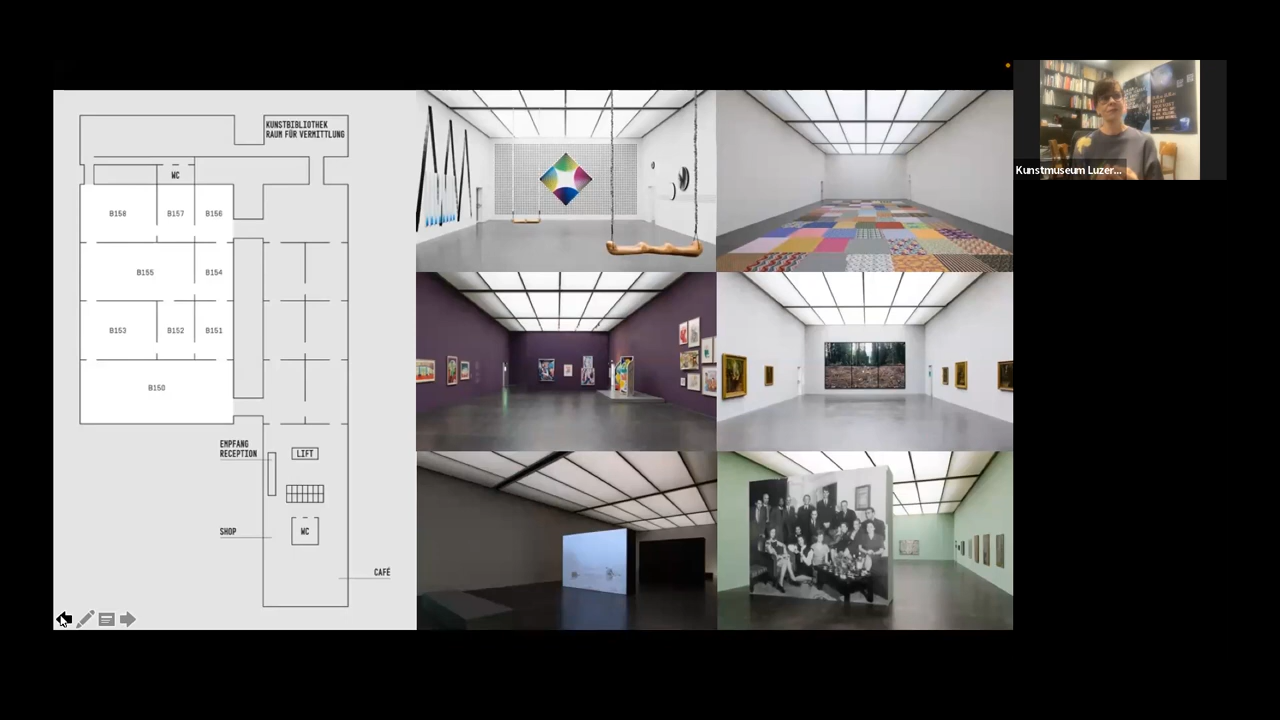 KUNSTBIBLIOTHEK
RAUM FÜR VERMITTLUNG
WC
B158
B157
B156
B155
B154
B153
B152
B151
B150
EMPFANG
RECEPTION
LIFT
SHOP
WC
CAFÉ
Kunstmuseum Luzer...